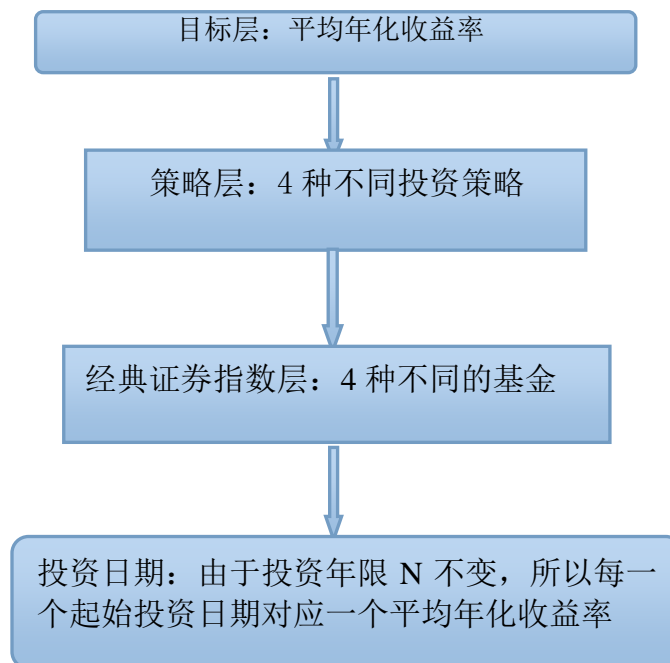 目标层：平均年化收益率
策略层：4 种不同投资策略
经典证券指数层：4 种不同的基金
投资日期：由于投资年限 N 不变，所以每一
个起始投资日期对应一个平均年化收益率